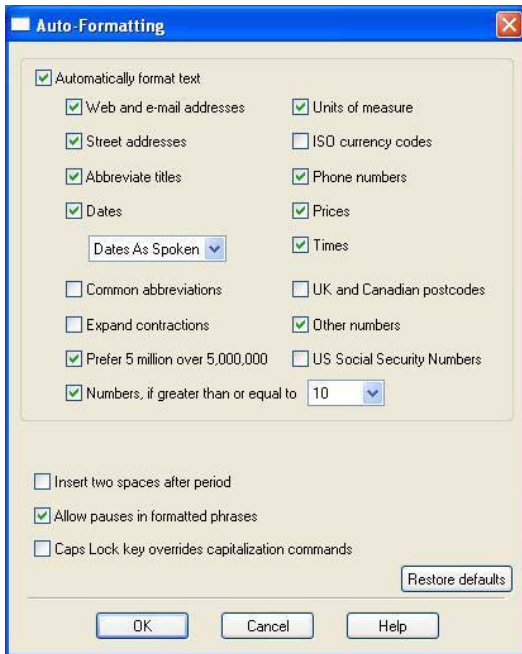 Auto-Formatting
Automatically format text
Web and e-mail addresses
Units of measure
Street addresses
ISO currency codes
Abbreviate titles
Phone numbers
Dates
Prices
Dates As Spoken
Times
Common abbreviations
UK and Canadian postcodes
Expand contractions
Other numbers
Prefer 5 million over 5,000,000
US Social Security Numbers
Numbers, if greater than or equal to 10
Insert two spaces after period
Allow pauses in formatted phrases
Caps Lock key overrides capitalization commands
Restore defaults
OK Cancel Help